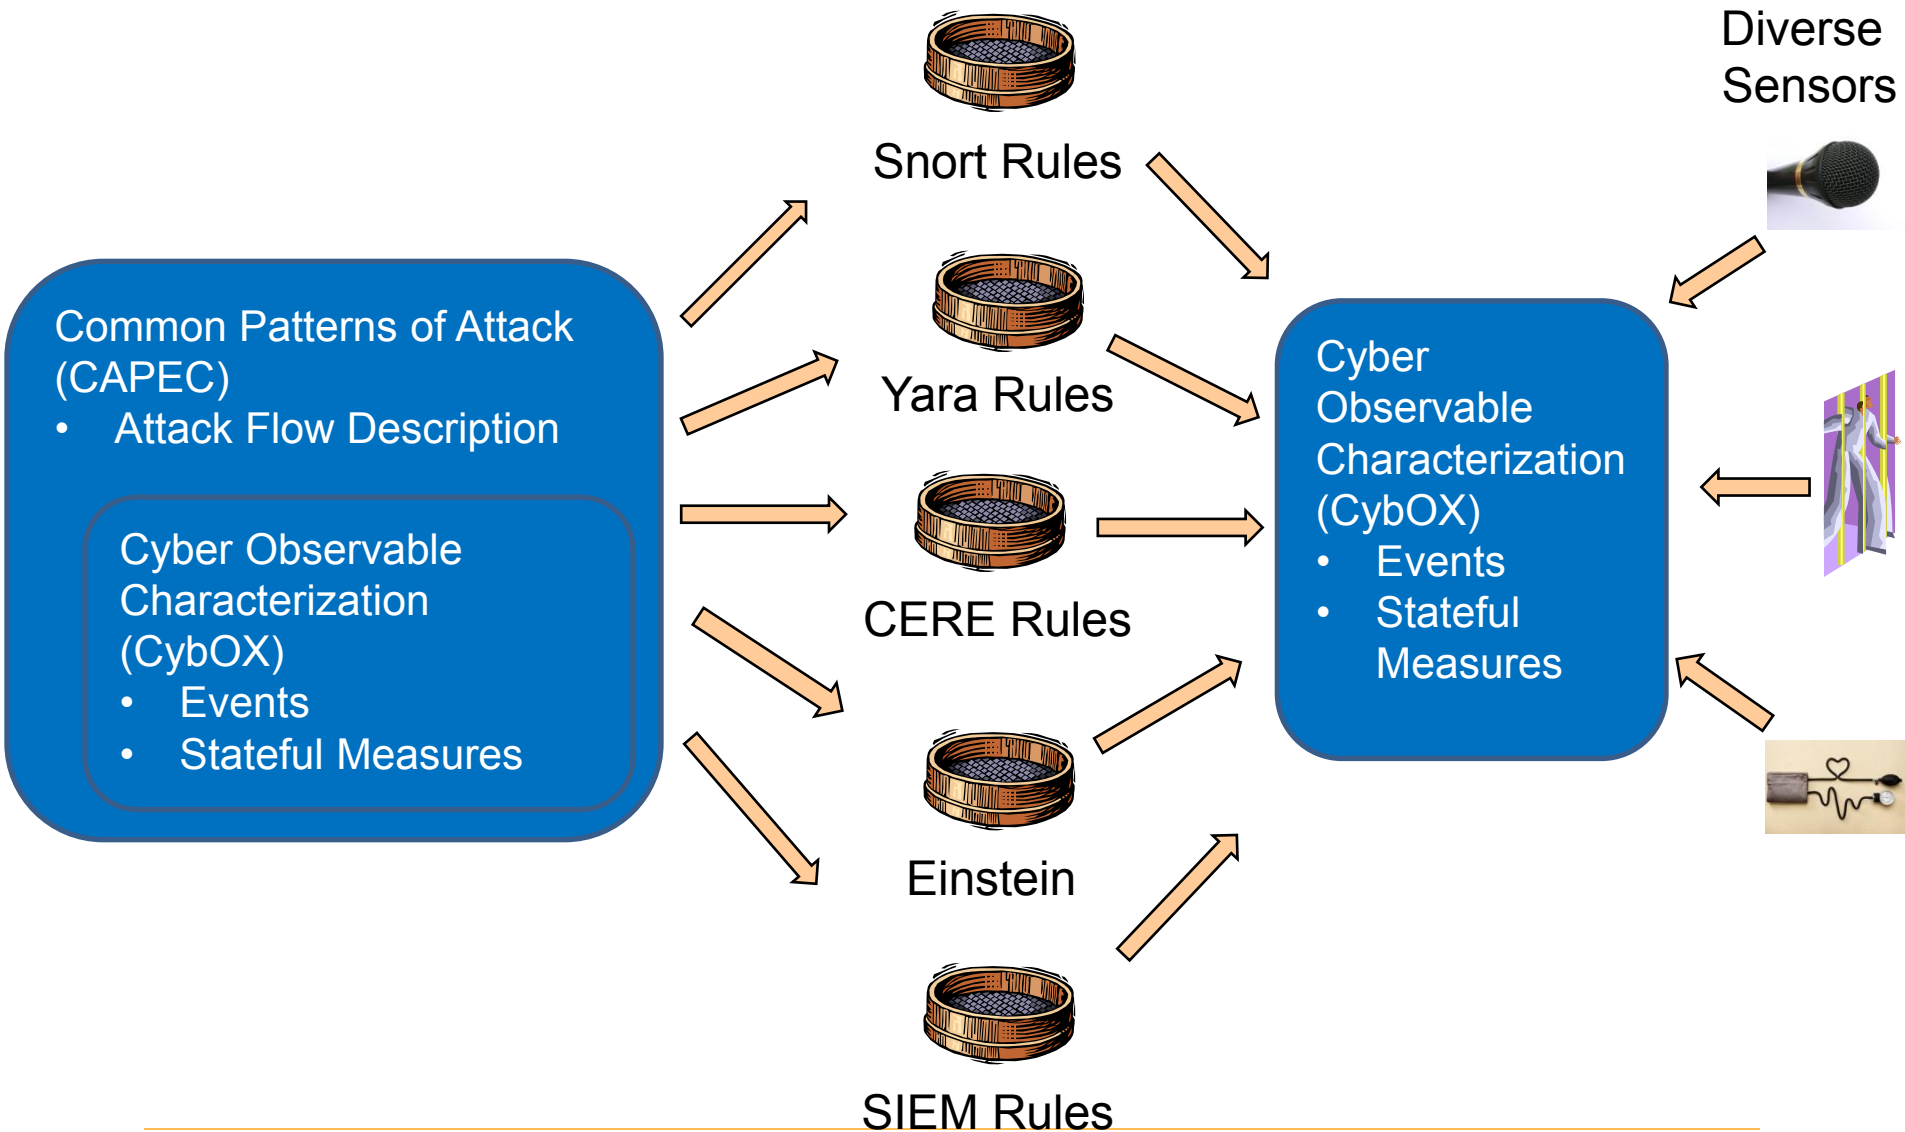 Diverse
Sensors
Snort Rules
Common Patterns of Attack
(CAPEC)
• Attack Flow Description
Cyber Observable
Characterization
(CybOX)
• Events
• Stateful Measures
Yara Rules
CERE Rules
Einstein
SIEM Rules
Cyber
Observable
Characterization
(CybOX)
• Events
• Stateful
Measures